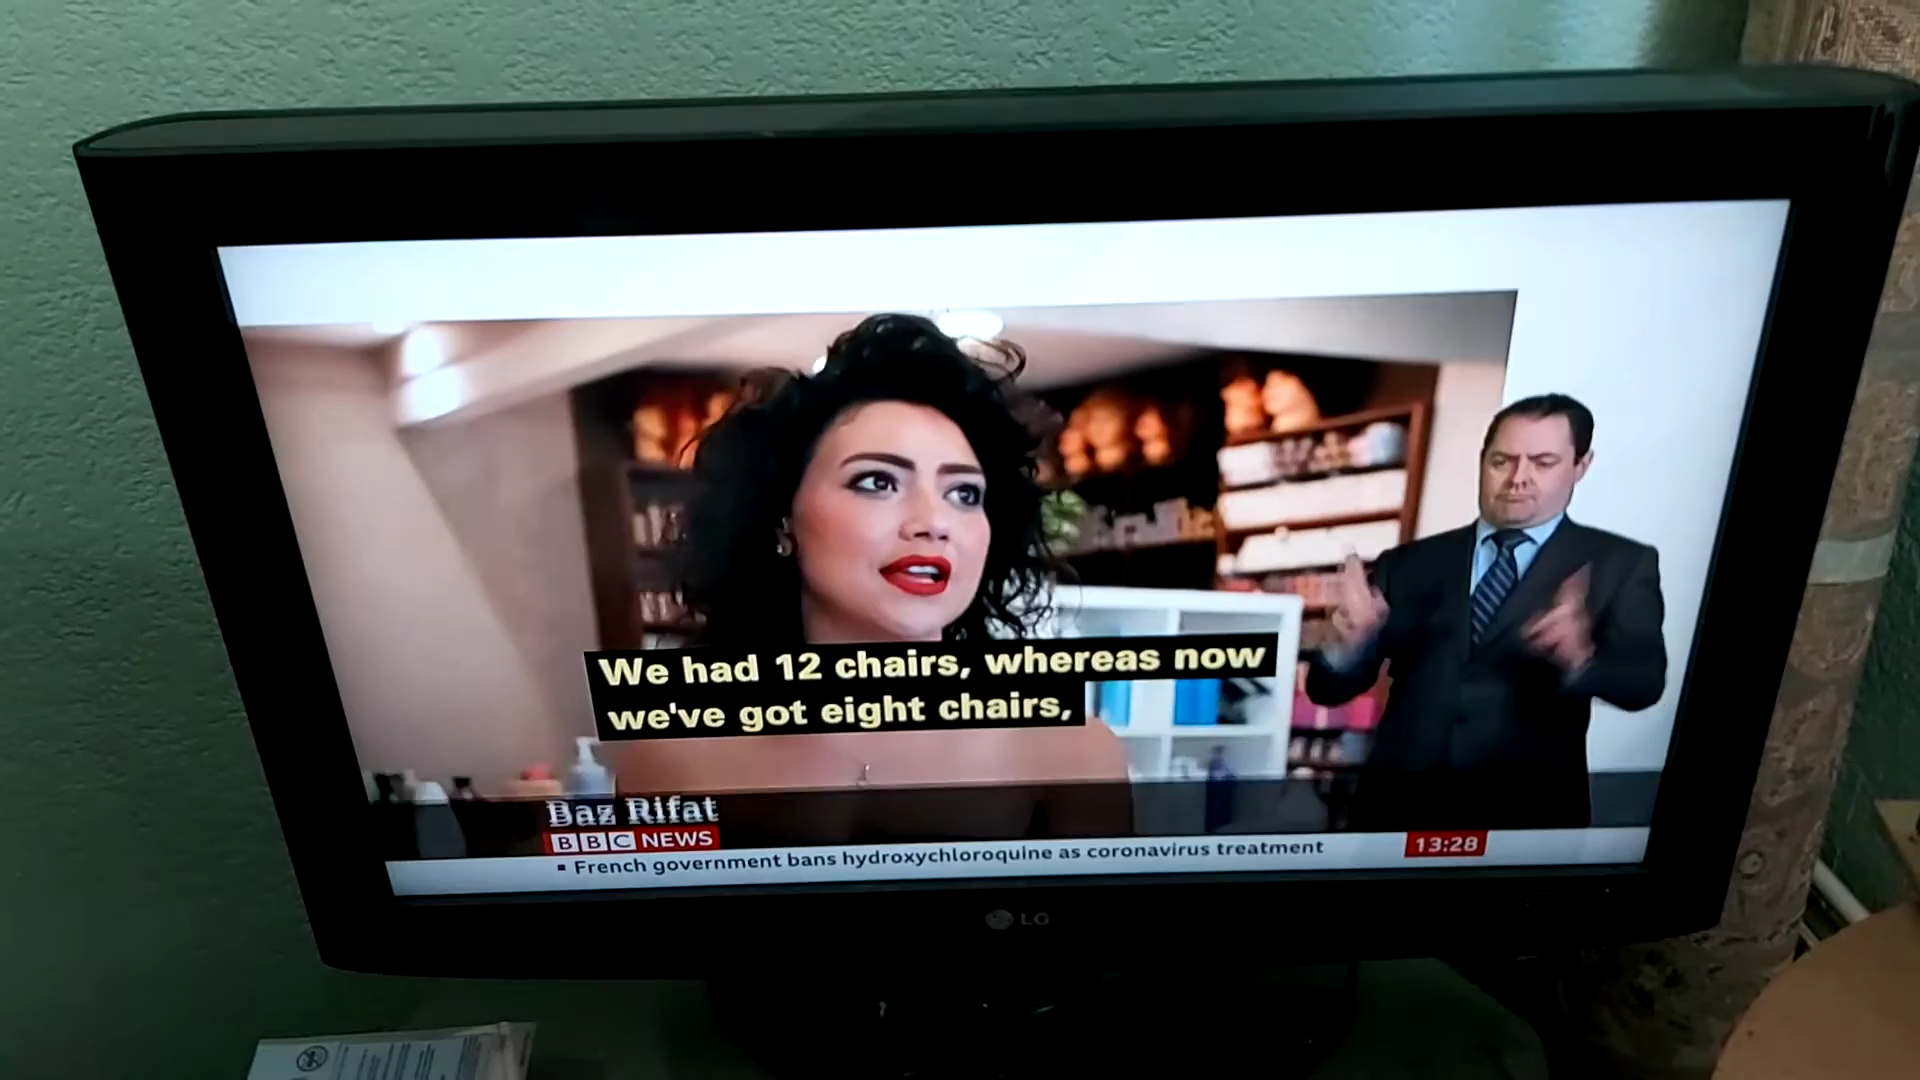 We had 12 chairs, whereas now
we've got eight chairs,
Baz Rifat
BBC NEWS
13:28
▪ French government bans hydroxychloroquine as coronavirus treatment
LG